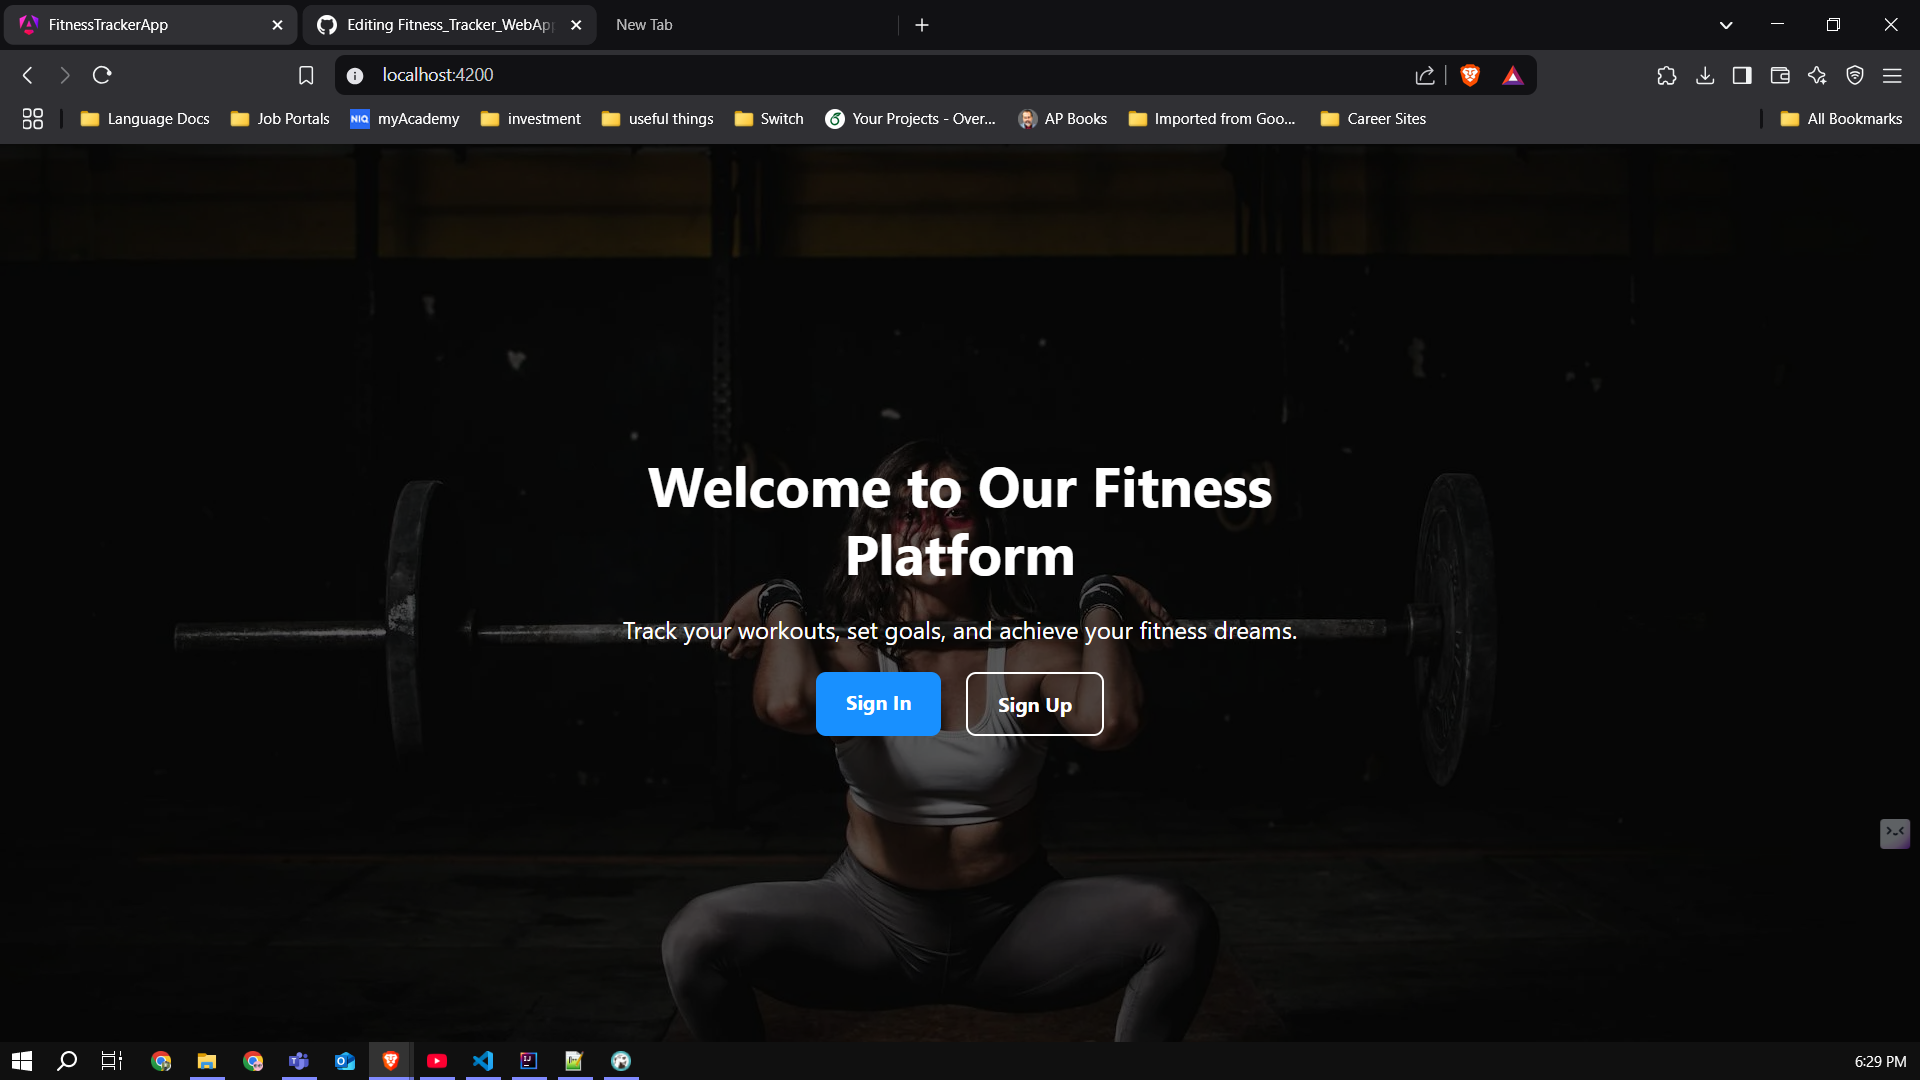 FitnessTrackerApp
Editing Fitness_Tracker_WebApp
New Tab
localhost:4200
Language Docs
Job Portals
NIQ myAcademy
investment
useful things
Switch
Your Projects - Over...
AP Books
Imported from Goo...
Career Sites
All Bookmarks
Welcome to Our Fitness
Platform
Track your workouts, set goals, and achieve your fitness dreams.
Sign In
Sign Up
6:29 PM